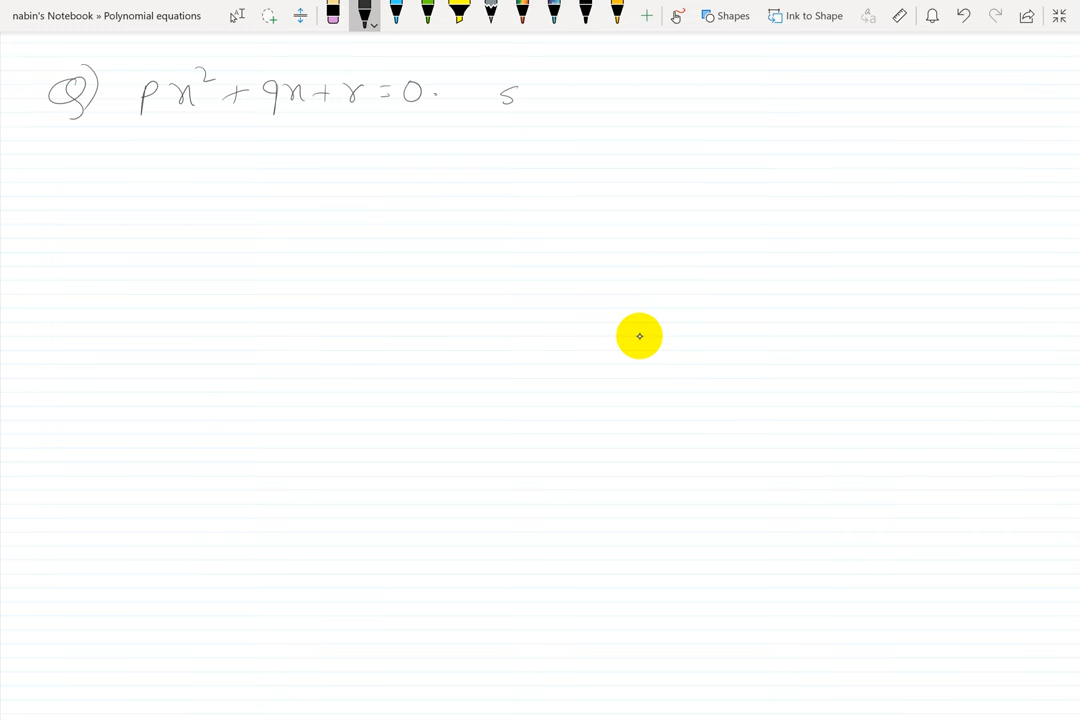 nabin's Notebook » Polynomial equations Shapes Ink to Shape
Q) px² + qx + r = 0. s